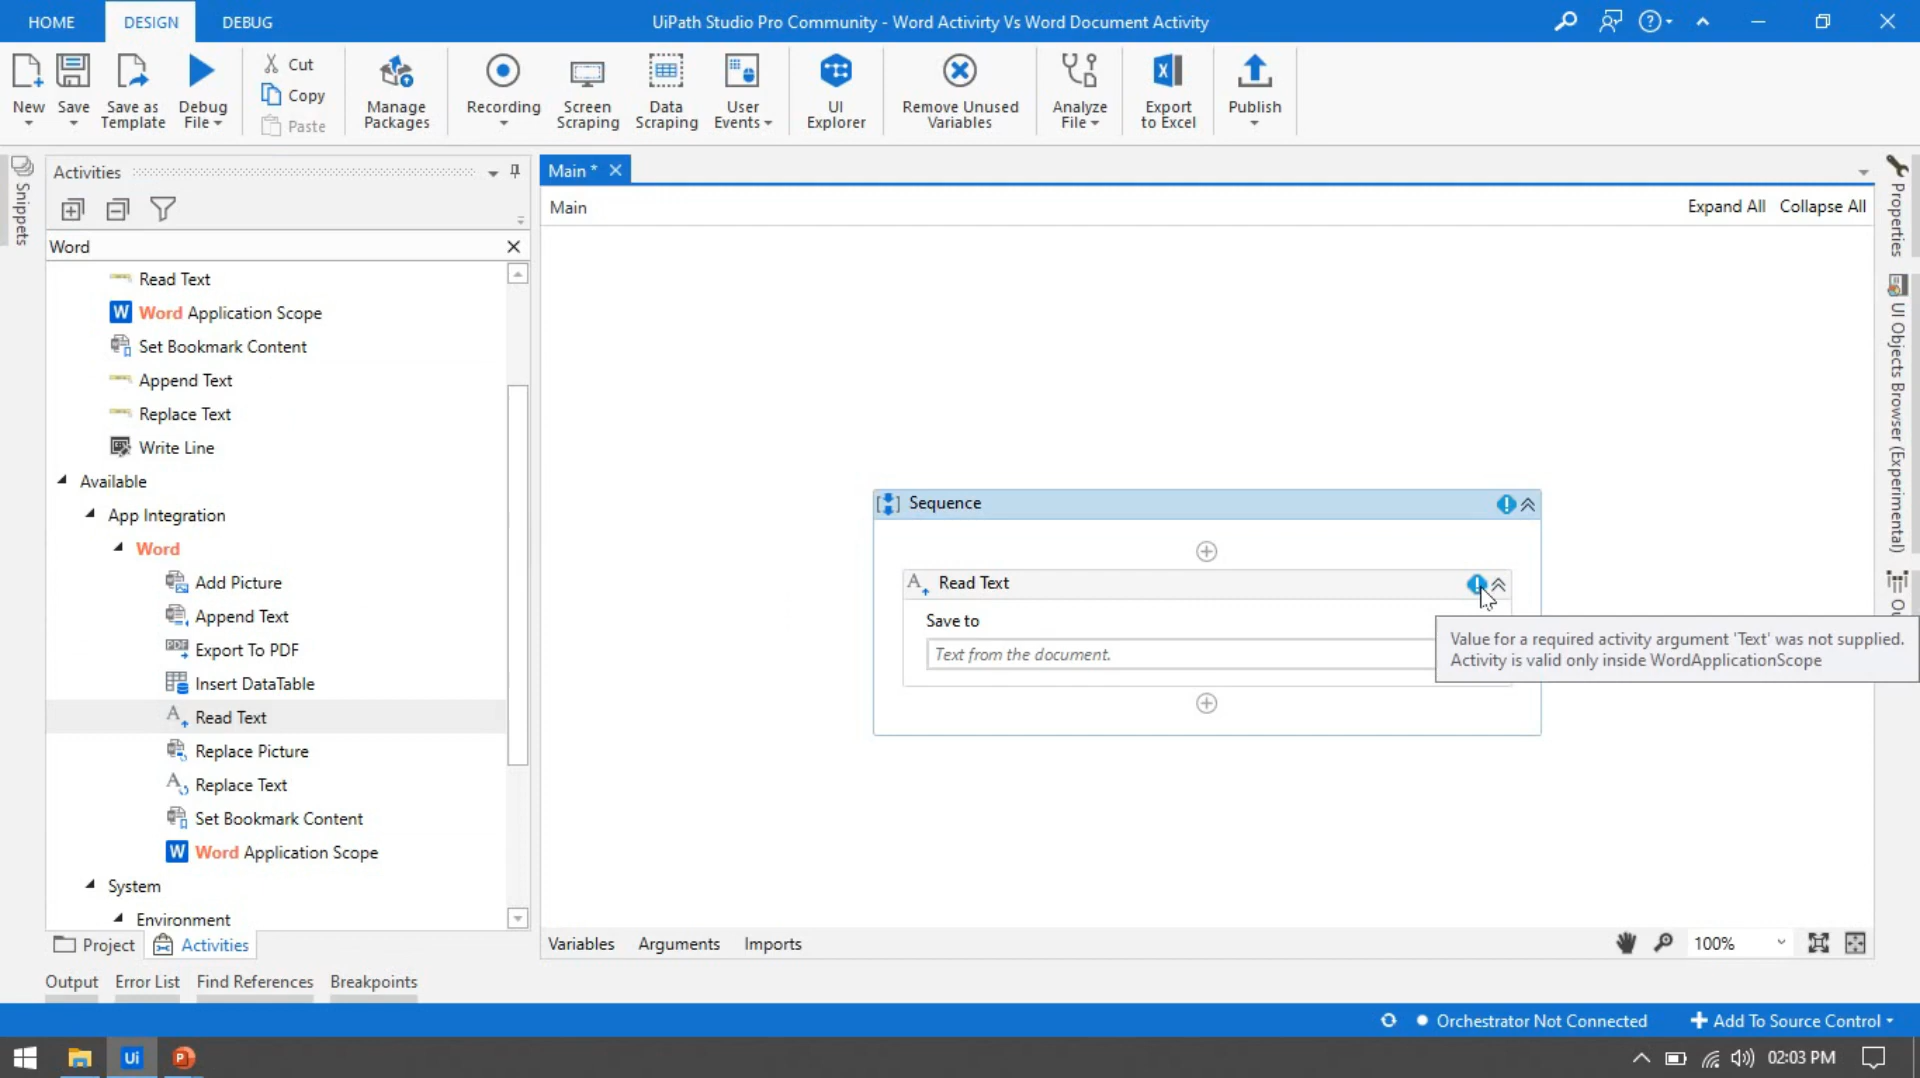 HOME DESIGN DEBUG
UiPath Studio Pro Community - Word Activirty Vs Word Document Activity
New
Save
Save as
Template
Debug
File
Cut
Copy
Paste
Manage
Packages
Recording
Screen
Scraping
Data
Scraping
User
Events
UI
Explorer
Remove Unused
Variables
Analyze
File
Export
to Excel
Publish
Snippets
Activities
Word
Read Text
Word Application Scope
Set Bookmark Content
Append Text
Replace Text
Write Line
Available
App Integration
Word
Add Picture
Append Text
Export To PDF
Insert DataTable
Read Text
Replace Picture
Replace Text
Set Bookmark Content
Word Application Scope
System
Environment
Project
Activities
Main *
Main
Expand All Collapse All
Sequence
Read Text
Save to
Text from the document.
Value for a required activity argument 'Text' was not supplied.
Activity is valid only inside WordApplicationScope
Variables Arguments Imports
100%
Properties
UI Objects Browser (Experimental)
Output Error List Find References Breakpoints
Orchestrator Not Connected
Add To Source Control
Ui
02:03 PM